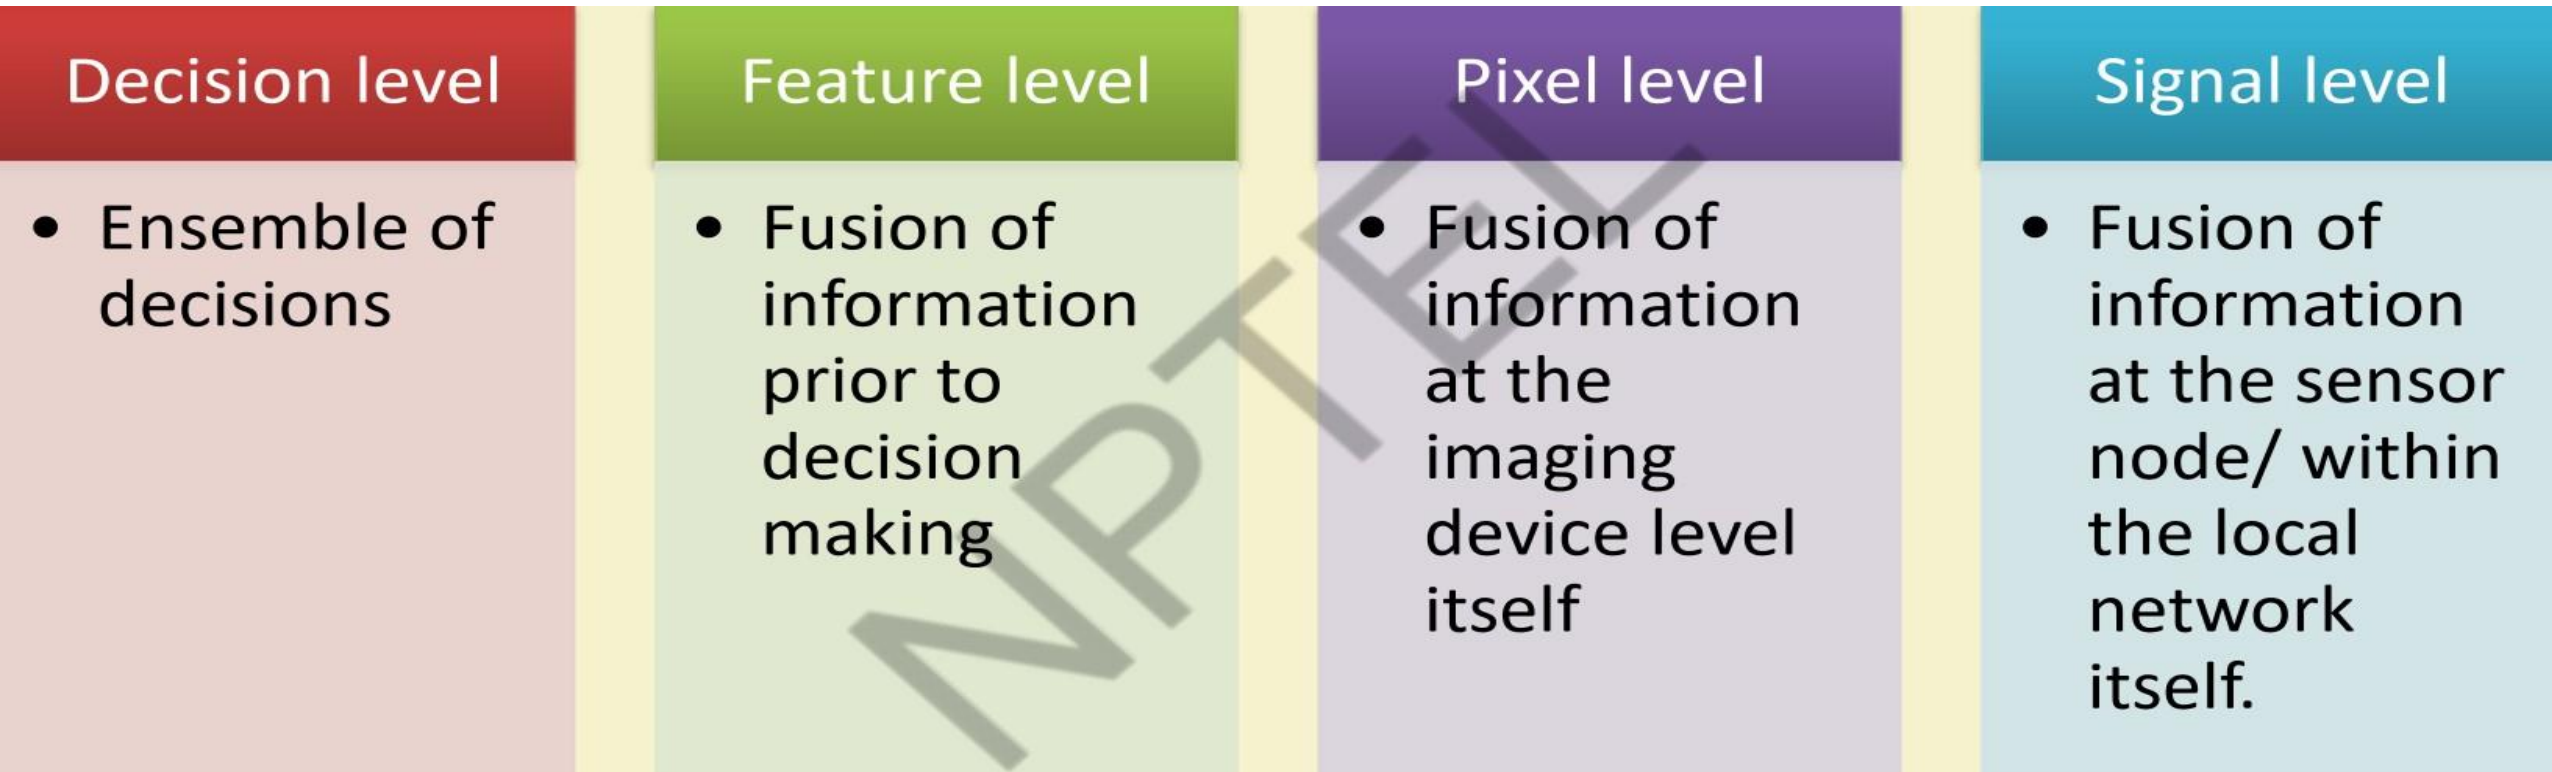 Decision level
• Ensemble of
decisions
Feature level
• Fusion of
information
prior to
decision
making
Pixel level
• Fusion of
information
at the
imaging
device level
itself
Signal level
• Fusion of
information
at the sensor
node/ within
the local
network
itself.
NPTEL